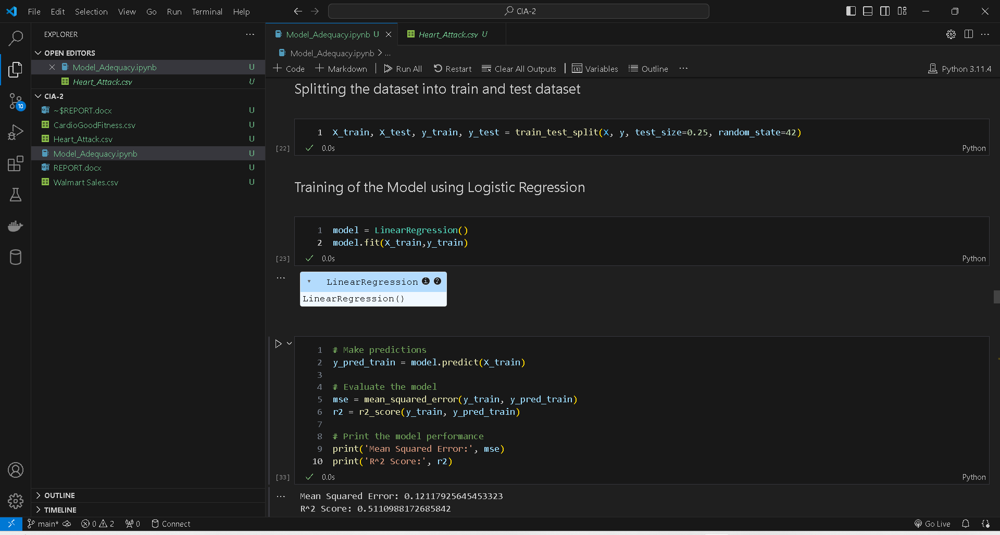 File Edit Selection View Go Run Terminal Help
CIA-2
EXPLORER
OPEN EDITORS
Model_Adequacy.ipynb U
Heart_Attack.csv U
CIA-2
~$REPORT.docx U
CardioGoodFitness.csv U
Heart_Attack.csv U
Model_Adequacy.ipynb U
REPORT.docx U
Walmart Sales.csv U
OUTLINE
TIMELINE
10
Model_Adequacy.ipynb U
Heart_Attack.csv U
Model_Adequacy.ipynb > ...
+ Code + Markdown | Run All Restart Clear All Outputs | Variables Outline ...
Python 3.11.4
Splitting the dataset into train and test dataset
1 X_train, X_test, y_train, y_test = train_test_split(X, y, test_size=0.25, random_state=42)
[22] 0.0s Python
Training of the Model using Logistic Regression
1 model = LinearRegression()
2 model.fit(X_train,y_train)
[23] 0.0s Python
LinearRegression i ?
LinearRegression()
1 # Make predictions
2 y_pred_train = model.predict(X_train)
3
4 # Evaluate the model
5 mse = mean_squared_error(y_train, y_pred_train)
6 r2 = r2_score(y_train, y_pred_train)
7
8 # Print the model performance
9 print('Mean Squared Error:', mse)
10 print('R^2 Score:', r2)
[33] 0.0s Python
Mean Squared Error: 0.12117925645453323
R^2 Score: 0.5110988172685842
main* 0 2 0 Connect
Go Live